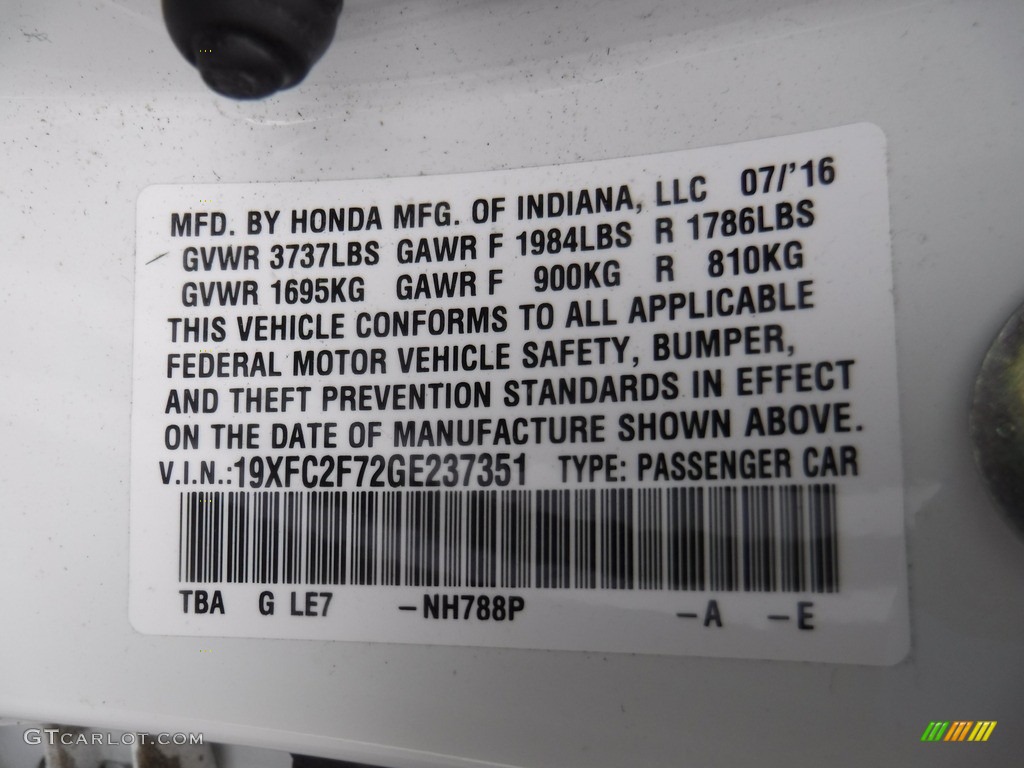 MFD. BY HONDA MFG. OF INDIANA, LLC 07/'16
GVWR 3737LBS GAWR F 1984LBS R 1786LBS
GVWR 1695KG GAWR F 900KG R 810KG
THIS VEHICLE CONFORMS TO ALL APPLICABLE
FEDERAL MOTOR VEHICLE SAFETY, BUMPER,
AND THEFT PREVENTION STANDARDS IN EFFECT
ON THE DATE OF MANUFACTURE SHOWN ABOVE.
V.I.N.:19XFC2F72GE237351 TYPE: PASSENGER CAR
TBA G LE7 -NH788P -A -E
GTCARLOT.COM